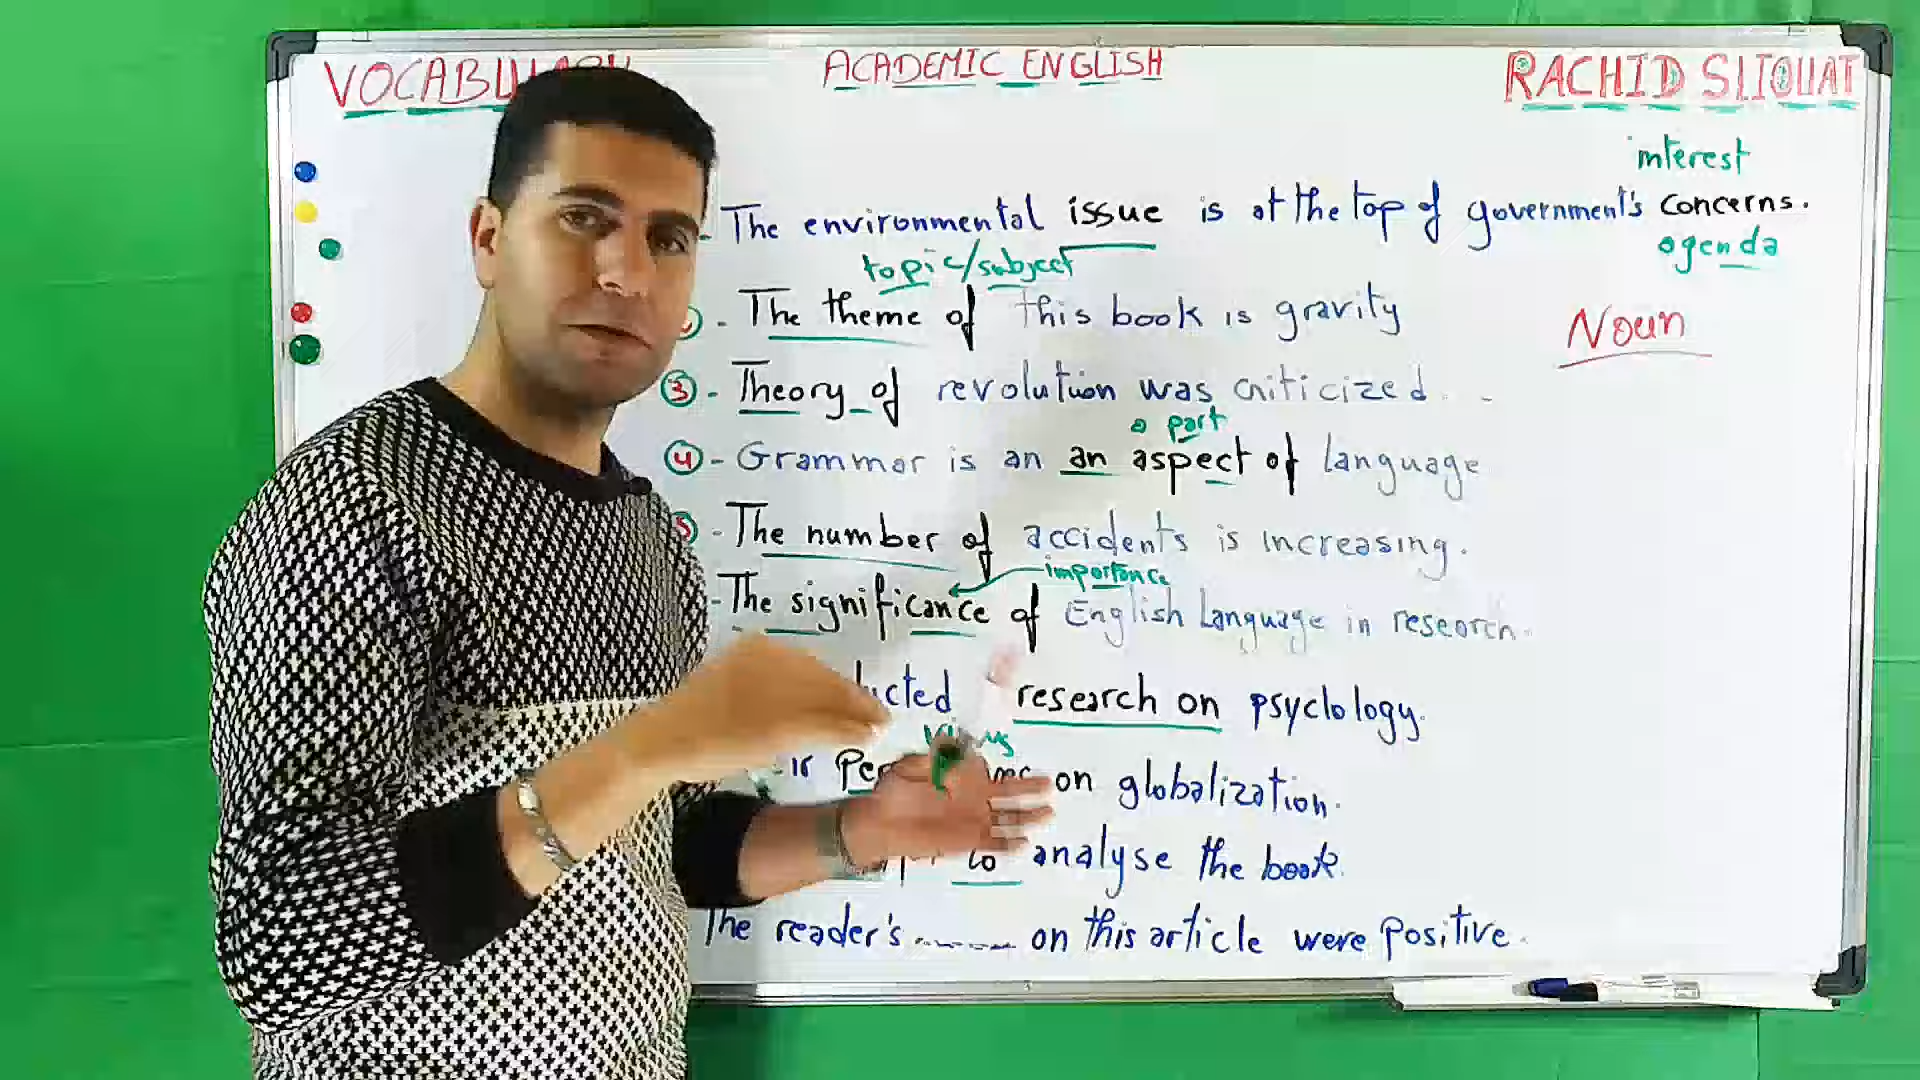 VOCABULARY ACADEMIC ENGLISH RACHID SLIOUAT
interest
- The environmental issue is at the top of government's concerns.
topic/subject agenda
- The theme of this book is gravity
Noun
3 - Theory of revolution was criticized.
a part
4 - Grammar is an an aspect of language
5 - The number of accidents is increasing.
importance
- The significance of English Language in research.
research on psyclology.
on globalization.
to analyse the book.
The reader's ....... on this article were positive.